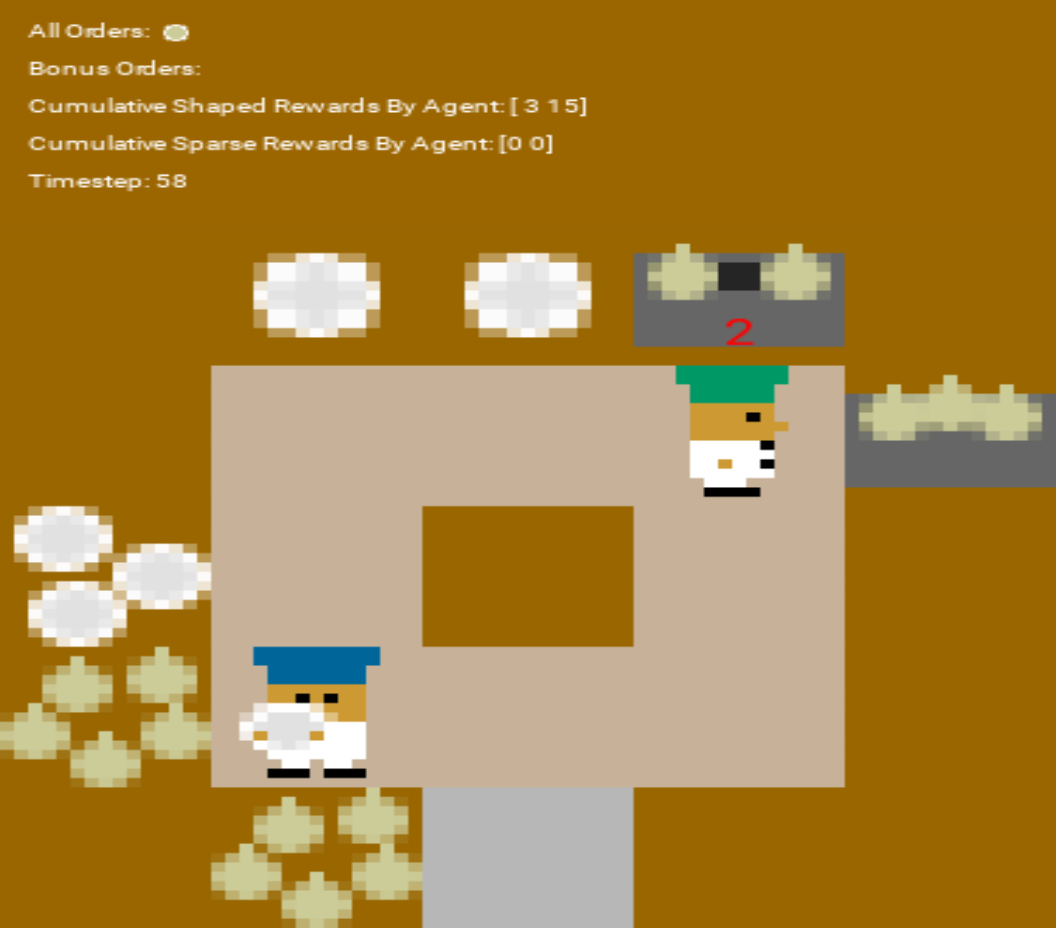 All Orders:
Bonus Orders:
Cumulative Shaped Rewards By Agent: [ 3 15]
Cumulative Sparse Rewards By Agent: [0 0]
Timestep: 58
2